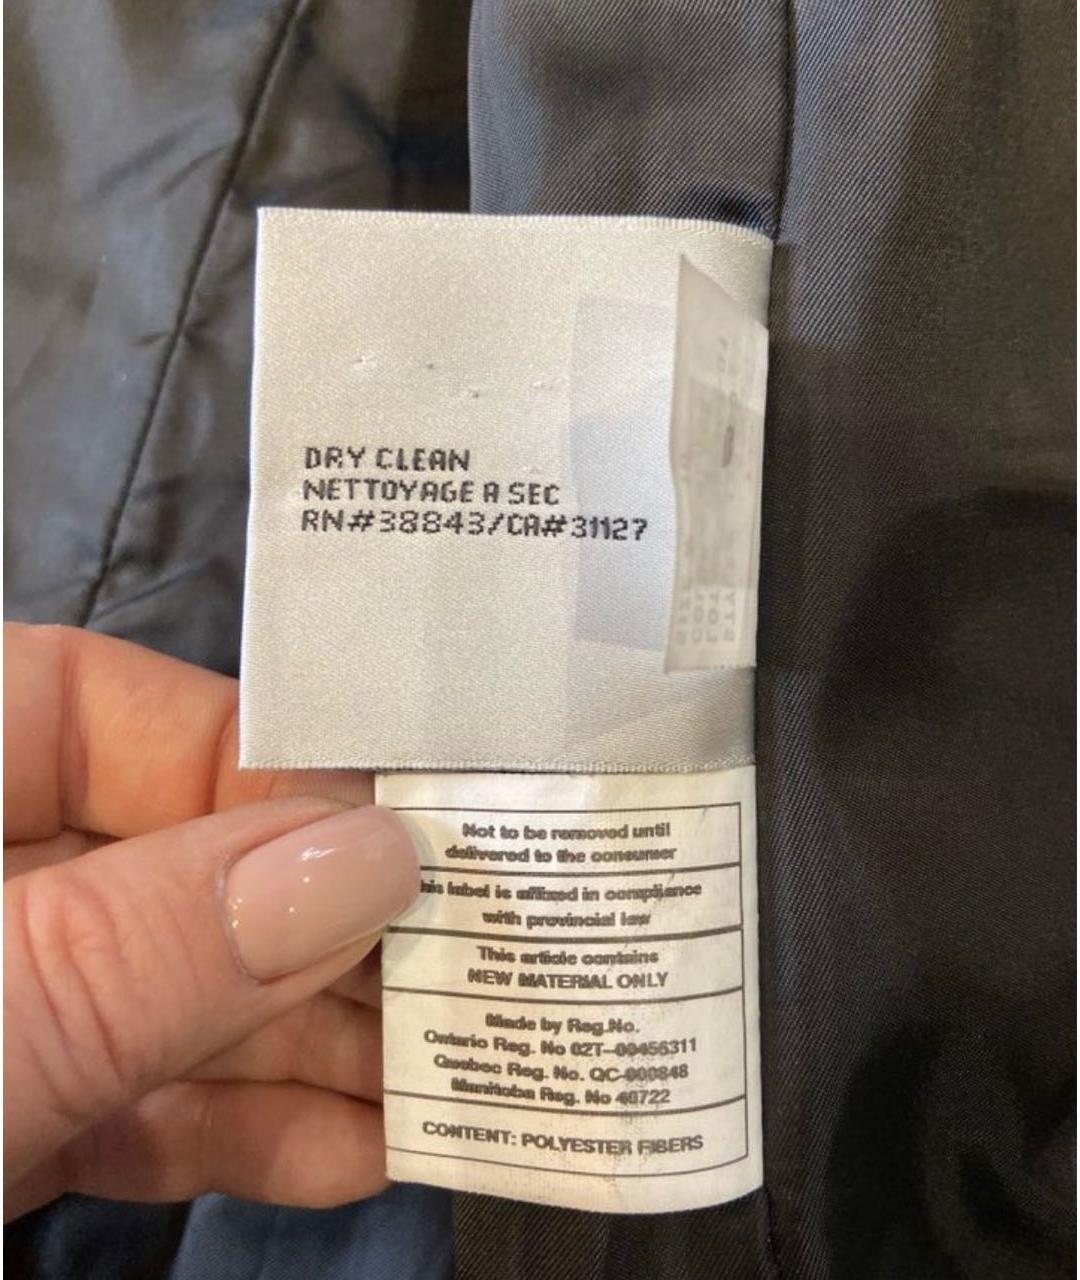 DRY CLEAN
NETTOYAGE A SEC
RN#38843/CA#31127
Not to be removed until
delivered to the consumer
his label is affixed in compliance
with provincial law
This article contains
NEW MATERIAL ONLY
Made by Reg.No.
Ontario Reg. No 02T-00456311
Quebec Reg. No. QC-000848
Manitoba Reg. No 40722
CONTENT: POLYESTER FIBERS